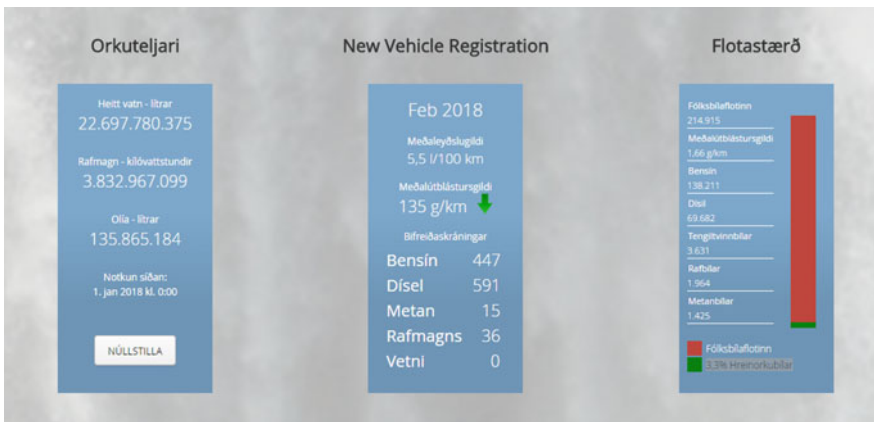 Orkuteljari
Heitt vatn - lítrar
22.697.780.375
Rafmagn - kílóvattstundir
3.832.967.099
Olía - lítrar
135.865.184
Notkun síðan:
1. jan 2018 kl. 0:00
NÚLLSTILLA
New Vehicle Registration
Feb 2018
Meðaleyðslugildi
5,5 l/100 km
Meðalútblástursgildi
135 g/km
Bifreiðaskráningar
Bensín 447
Dísel 591
Metan 15
Rafmagns 36
Vetni 0
Flotastærð
Fólksbílaflotinn
214.915
Meðalútblástursgildi
1,66 g/km
Bensín
138.211
Dísil
69.682
Tengiltvinnbílar
3.631
Rafbílar
1.964
Metanbílar
1.425
Fólksbílaflotinn
3.3% Hreinorkubílar